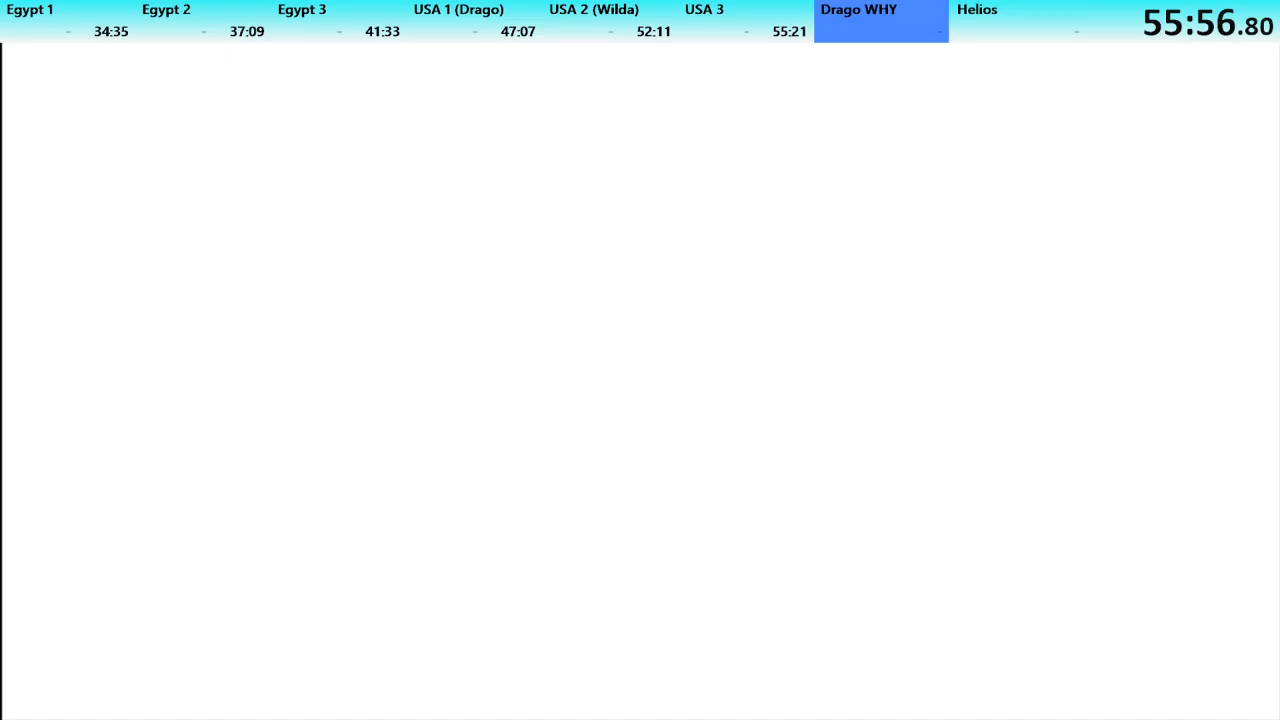 Egypt 1 Egypt 2 Egypt 3 USA 1 (Drago) USA 2 (Wilda) USA 3 Drago WHY Helios 55:56.80
- 34:35 - 37:09 - 41:33 - 47:07 - 52:11 - 55:21 - -